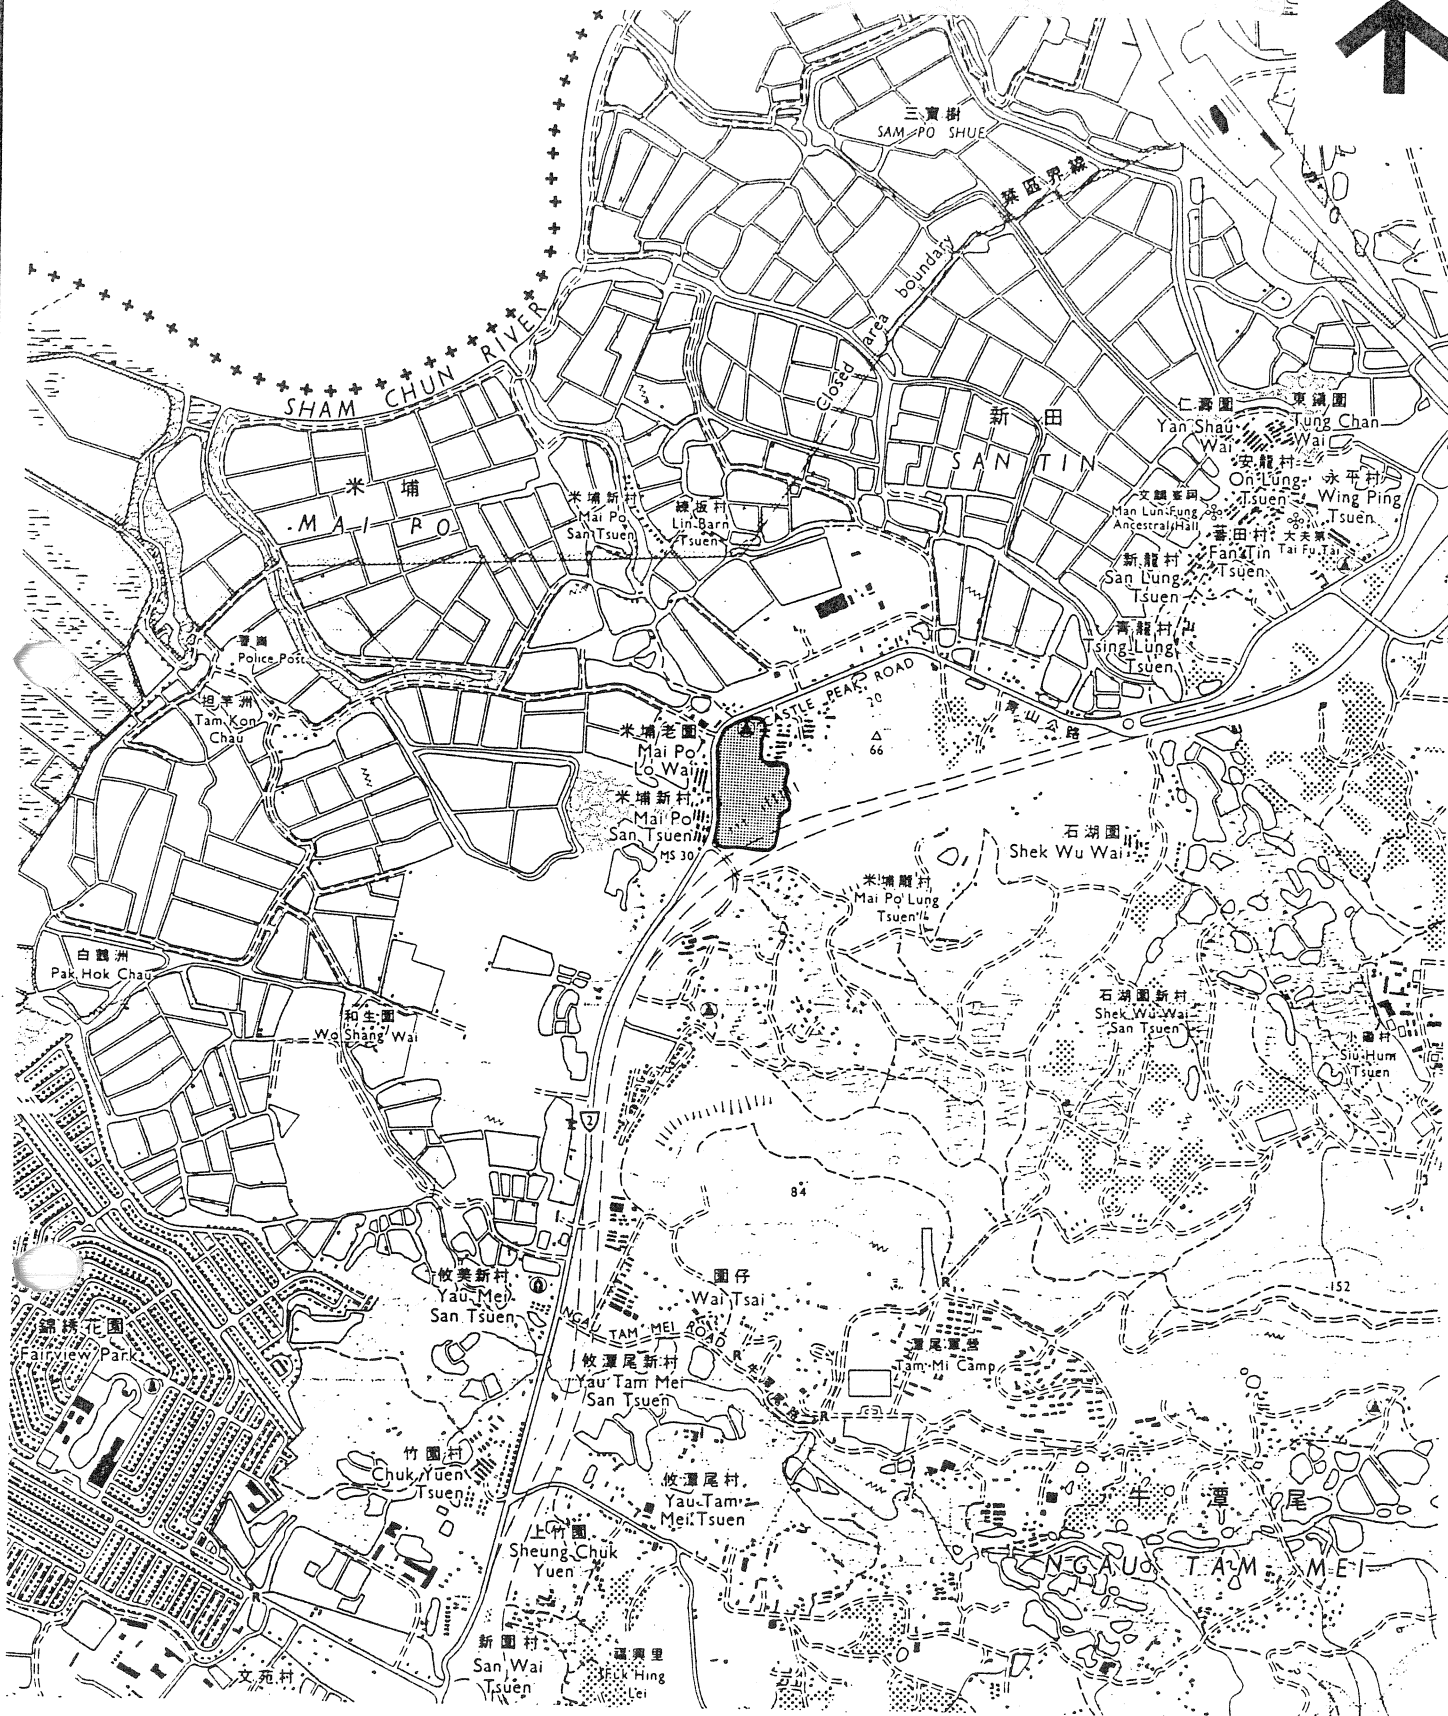 三寶樹
SAM PO SHUE
禁區界線
Closed area boundary
SHAM CHUN RIVER
仁壽圍
Yan Shau
Wai
東鎮圍
Tung Chan
Wai
新田
SAN TIN
安龍村
On Lung
Tsuen
永平村
Wing Ping
Tsuen
米埔
MAI PO
米埔新村
Mai Po
San Tsuen
Lin Barn
Tsuen
Man Lun Fung
Ancestral Hall
蕃田村
Fan Tin
Tsuen
大夫第
Tai Fu Tai
新龍村
San Lung
Tsuen
青龍村
Tsing Lung
Tsuen
Police Post
担竿洲
Tam Kon
Chau
CASTLE PEAK ROAD
青山公路
20
66
米埔老圍
Mai Po
Lo Wai
米埔新村
Mai Po
San Tsuen
MS 30
石湖圍
Shek Wu Wai
米埔隴村
Mai Po Lung
Tsuen
白鶴洲
Pak Hok Chau
和生圍
Wo Shang Wai
石湖圍新村
Shek Wu Wai
San Tsuen
小磡村
Siu Hum
Tsuen
2
84
152
攸美新村
Yau Mei
San Tsuen
圍仔
Wai Tsai
NGAU TAM MEI ROAD
R
R
R
錦綉花園
Fairview Park
攸潭尾新村
Yau Tam Mei
San Tsuen
潭尾軍營
Tam Mi Camp
竹園村
Chuk Yuen
Tsuen
攸潭尾村
Yau Tam
Mei Tsuen
牛潭尾
NGAU TAM MEI
上竹園
Sheung Chuk
Yuen
R
新圍村
San Wai
Tsuen
福興里
Fuk Hing
Lei
文苑村